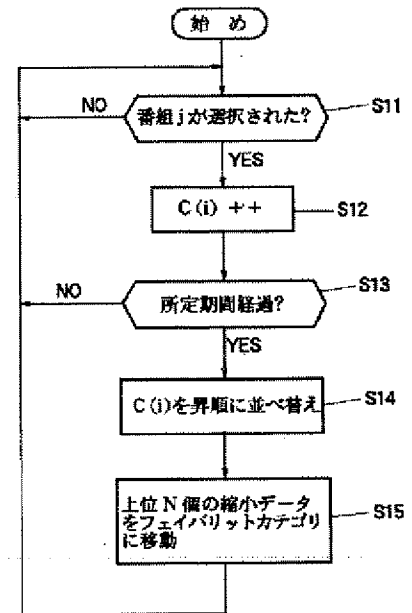 始 め
NO
番組jが選択された?
S11
YES
C(i) ++
S12
NO
所定期間経過?
S13
YES
C(i)を昇順に並べ替え
S14
上位N個の縮小データ
をフェイバリットカテゴリ
に移動
S15